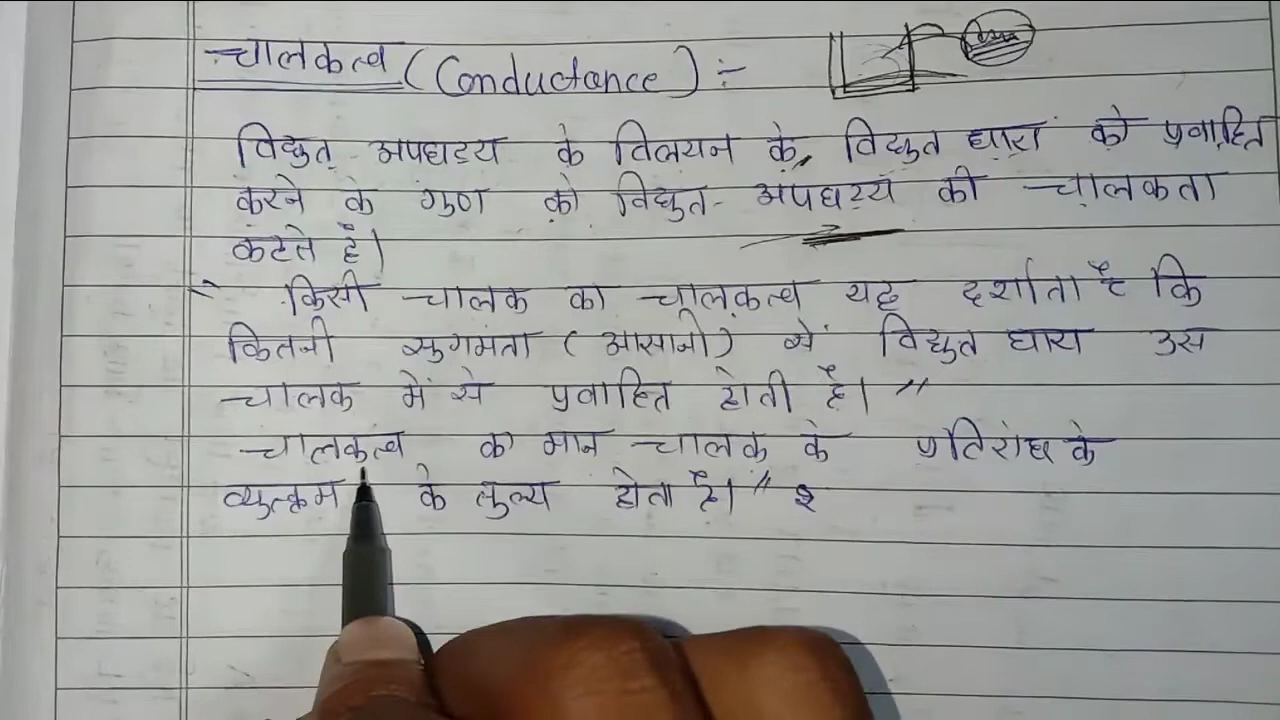 चालकत्व (Conductance) :-
विद्युत अपघट्य के विलयन के, विद्युत धारा को प्रवाहित
करने के गुण को विद्युत- अपघट्य की चालकता
कहते हैं।
किसी चालक का चालकत्व यह दर्शाता है कि
कितनी सुगमता (आसानी) से विद्युत धारा उस
चालक में से प्रवाहित होती है। "
चालकत्व का मान चालक के प्रतिरोध के
व्युत्क्रम के तुल्य होता है। "